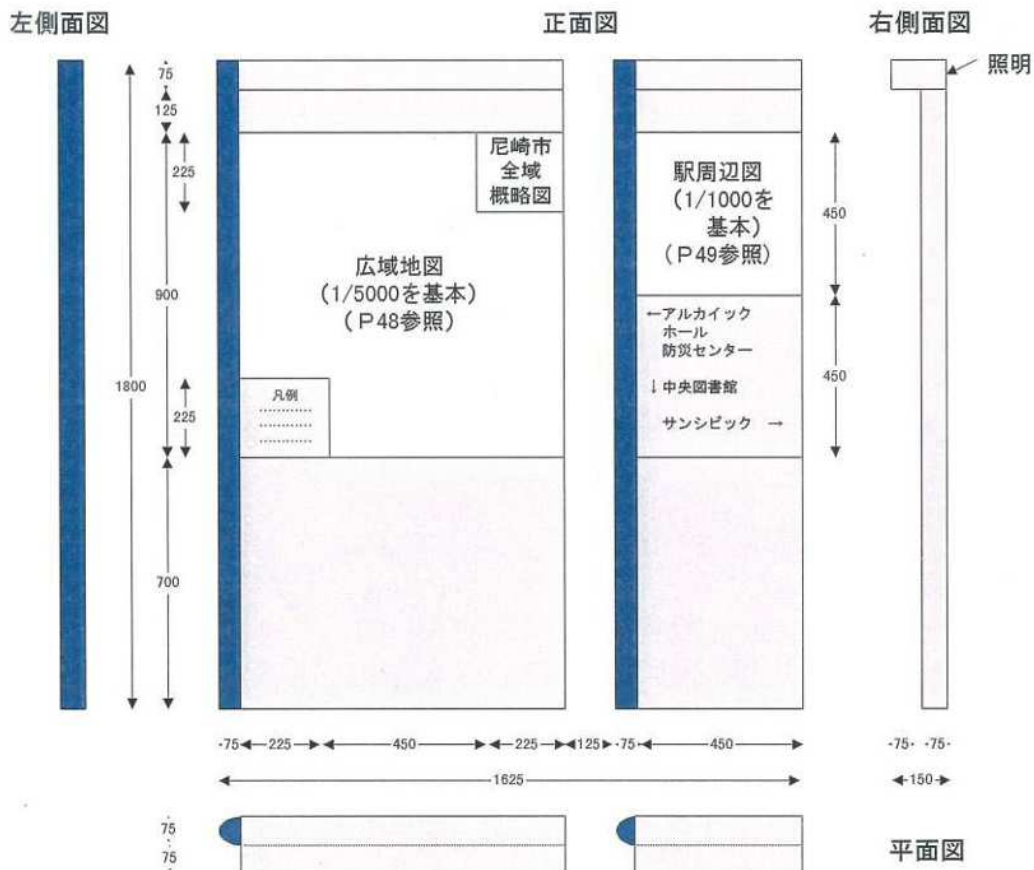 左側面図
正面図
右側面図
照明
75
125
225
900
1800
225
700
尼崎市
全域
概略図
広域地図
(1/5000を基本)
(P48参照)
凡例
駅周辺図
(1/1000を
基本)
(P49参照)
←アルカイック
ホール
防災センター
↓中央図書館
サンシビック →
450
450
75
225
450
225
125
75
450
1625
75
75
150
75
75
平面図